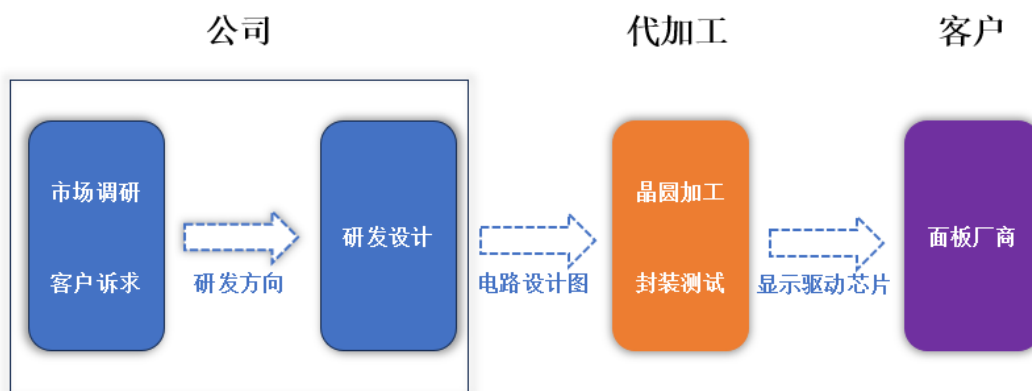 公司
代加工
客户
市场调研
客户诉求
研发方向
研发设计
电路设计图
晶圆加工
封装测试
显示驱动芯片
面板厂商